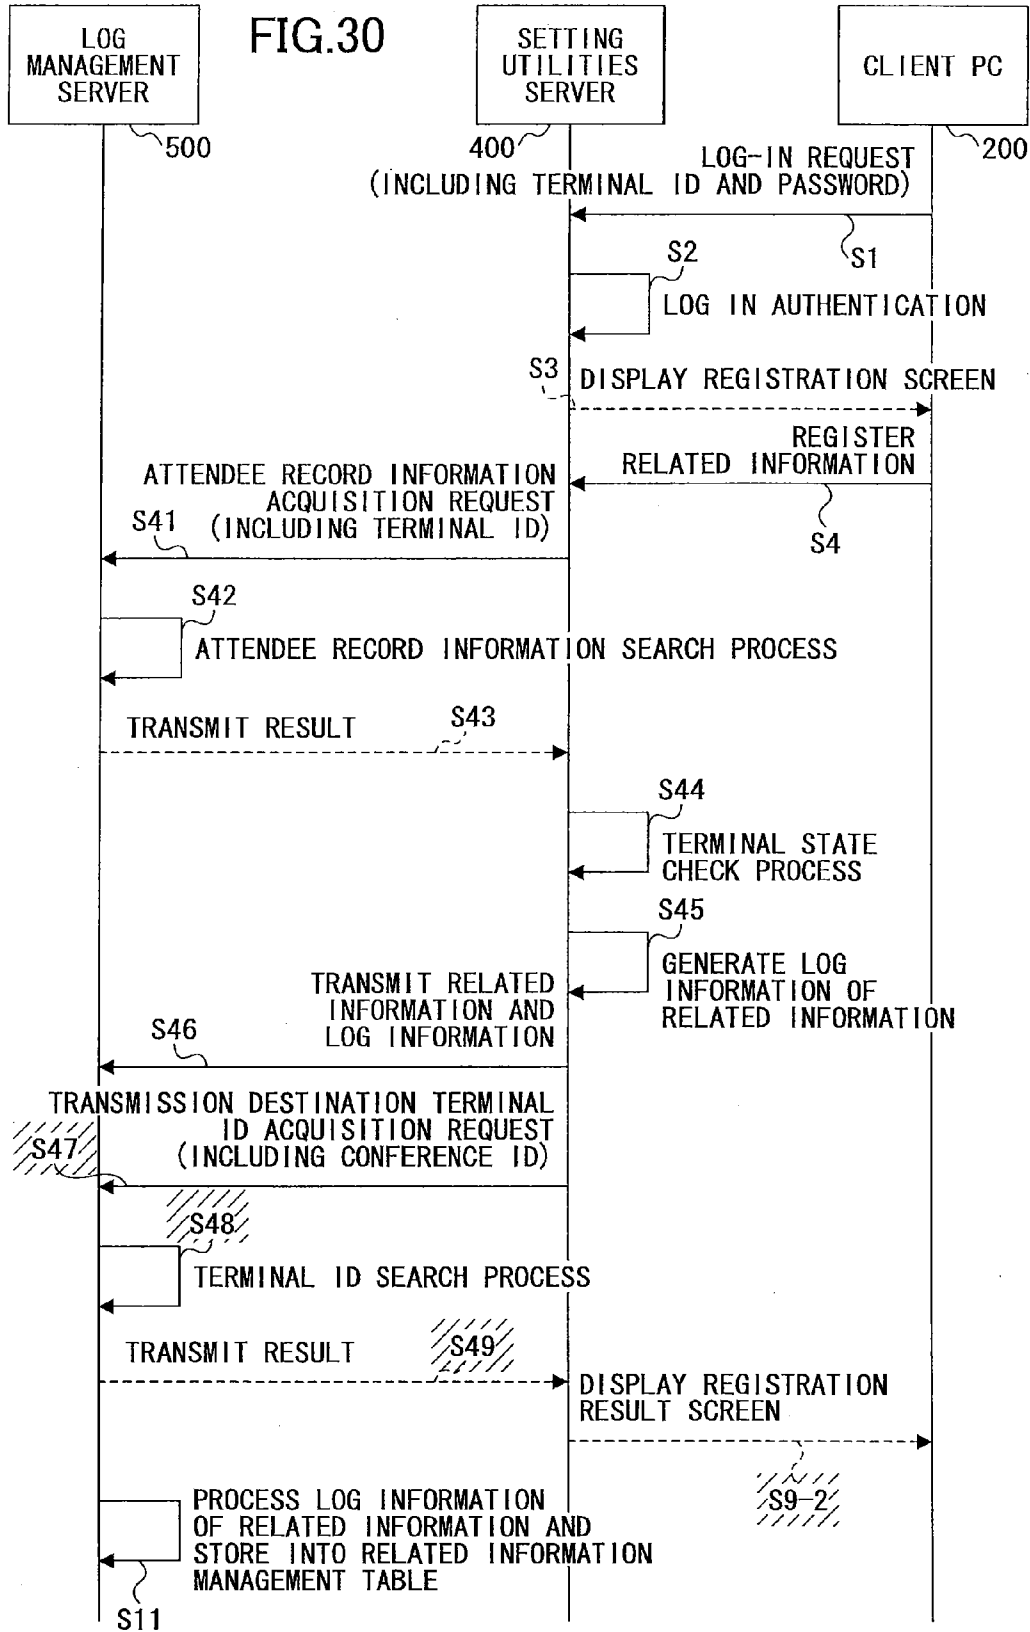 FIG.30
LOG
MANAGEMENT
SERVER
500
SETTING
UTILITIES
SERVER
400
CLIENT PC
200
LOG-IN REQUEST
(INCLUDING TERMINAL ID AND PASSWORD)
S1
S2
LOG IN AUTHENTICATION
S3
DISPLAY REGISTRATION SCREEN
REGISTER
RELATED INFORMATION
S4
ATTENDEE RECORD INFORMATION
ACQUISITION REQUEST
(INCLUDING TERMINAL ID)
S41
S42
ATTENDEE RECORD INFORMATION SEARCH PROCESS
TRANSMIT RESULT
S43
S44
TERMINAL STATE
CHECK PROCESS
S45
GENERATE LOG
INFORMATION OF
RELATED INFORMATION
TRANSMIT RELATED
INFORMATION AND
LOG INFORMATION
S46
TRANSMISSION DESTINATION TERMINAL
ID ACQUISITION REQUEST
(INCLUDING CONFERENCE ID)
S47
S48
TERMINAL ID SEARCH PROCESS
TRANSMIT RESULT
S49
DISPLAY REGISTRATION
RESULT SCREEN
S9-2
PROCESS LOG INFORMATION
OF RELATED INFORMATION AND
STORE INTO RELATED INFORMATION
MANAGEMENT TABLE
S11